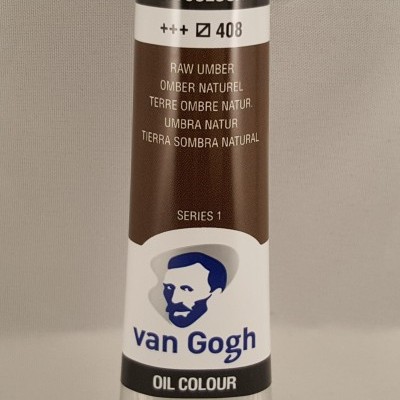 +++ 408
RAW UMBER
OMBER NATUREL
TERRE OMBRE NATUR.
UMBRA NATUR
TIERRA SOMBRA NATURAL
SERIES 1
van Gogh
OIL COLOUR